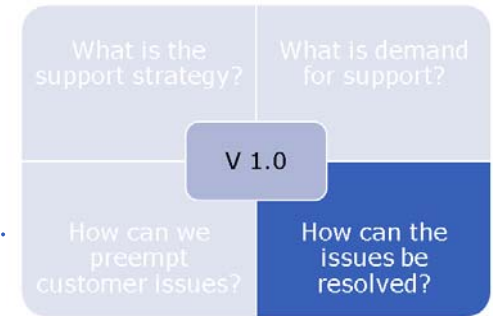 What is the
support strategy?
What is demand
for support?
V 1.0
How can we
preempt
customer issues?
How can the
issues be
resolved?